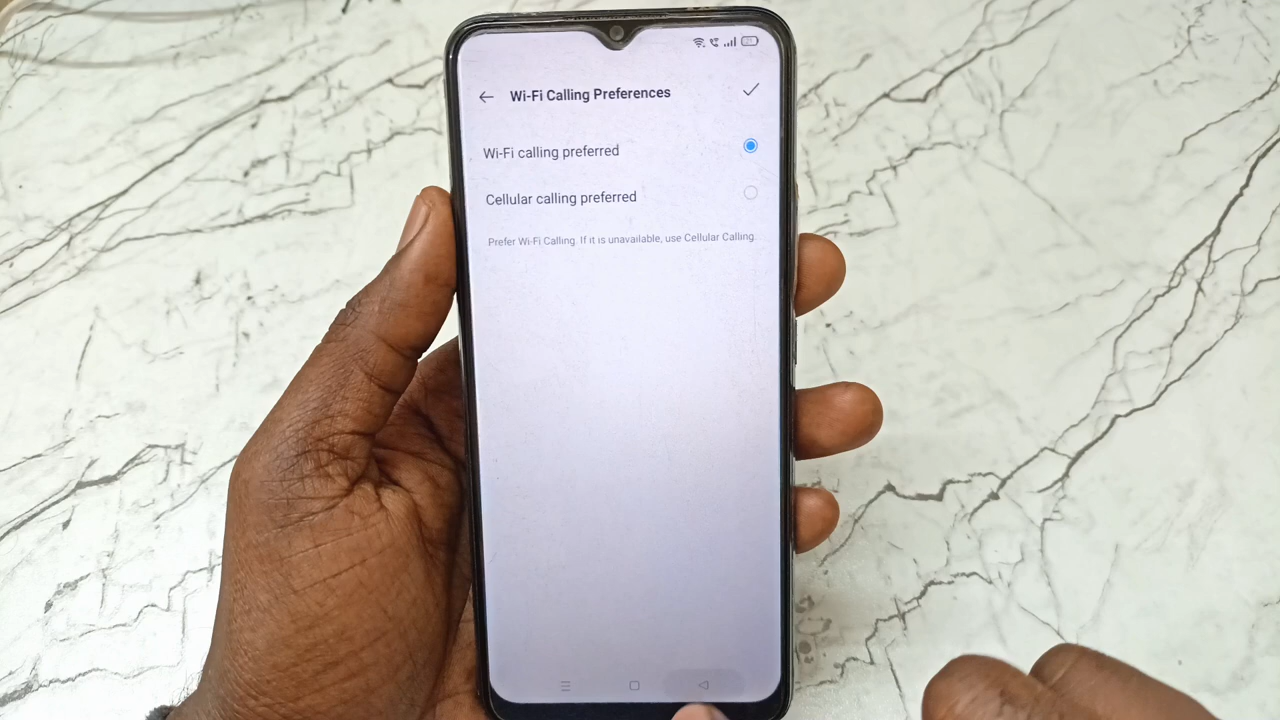 Wi-Fi Calling Preferences
Wi-Fi calling preferred
Cellular calling preferred
Prefer Wi-Fi Calling. If it is unavailable, use Cellular Calling.